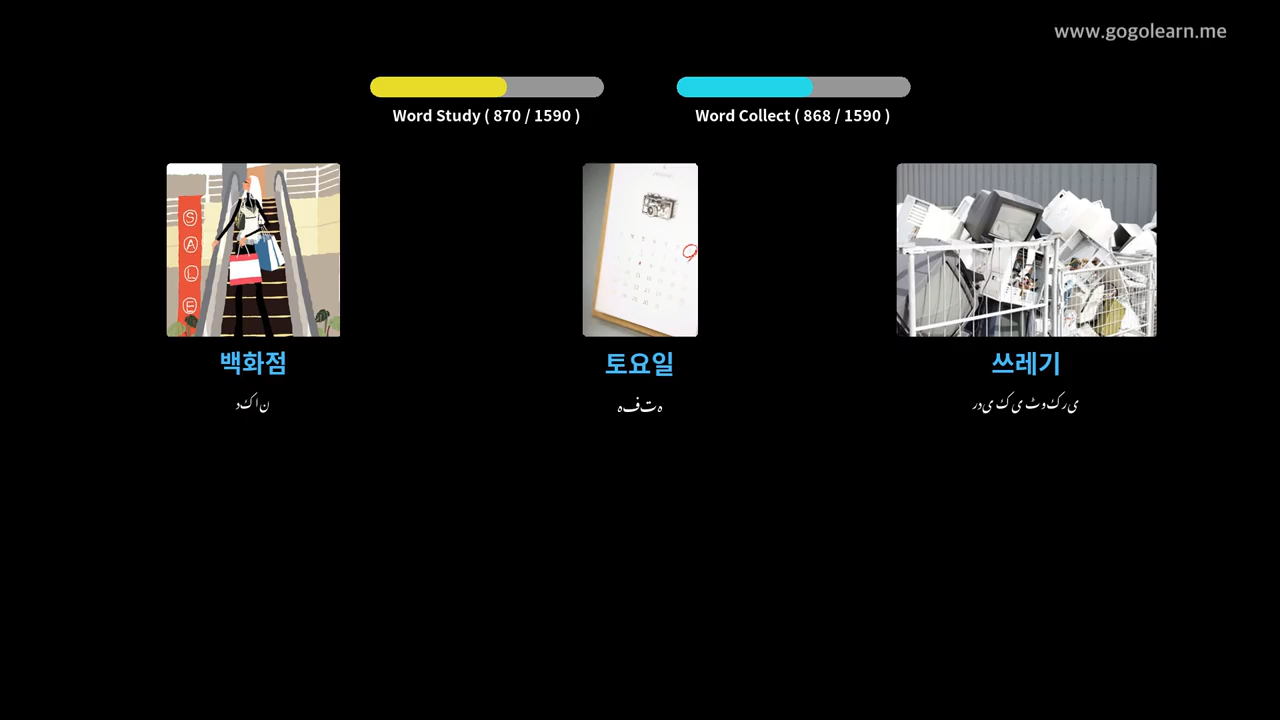 www.gogolearn.me
Word Study ( 870 / 1590 )
Word Collect ( 868 / 1590 )
SALE
백화점
토요일
쓰레기
دکان
ہفتہ
ردی کی ٹوکری